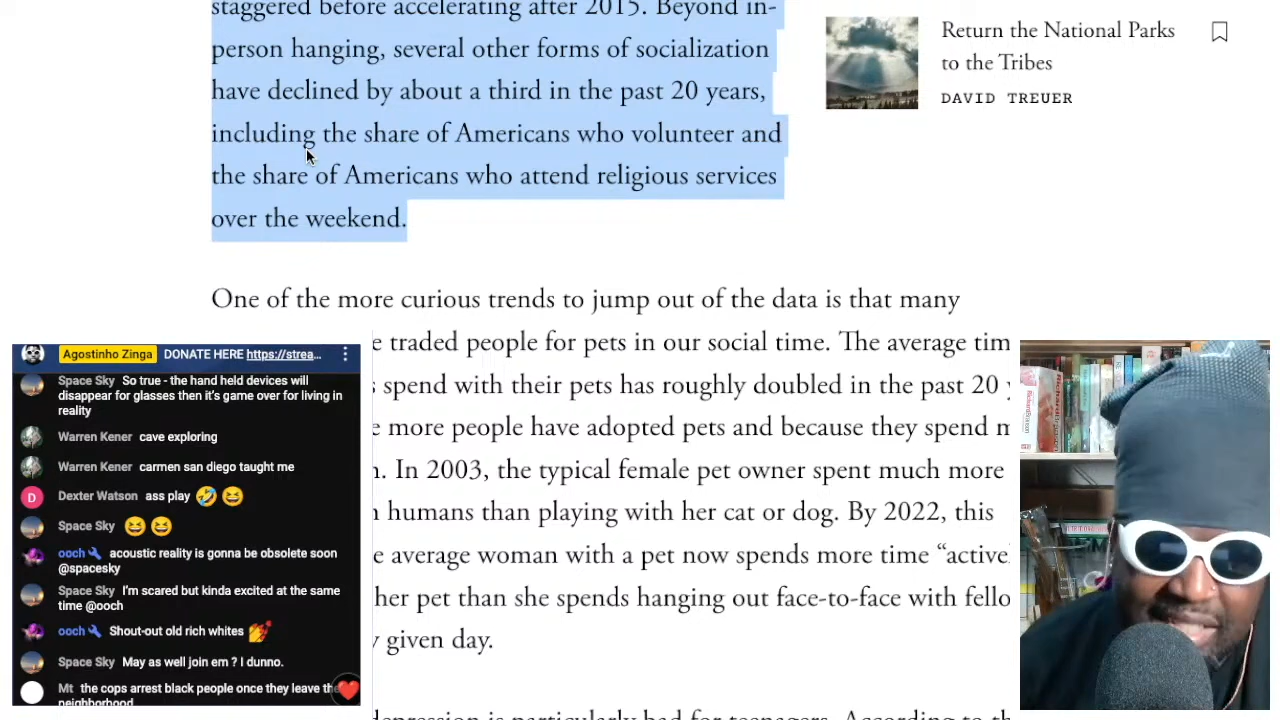 staggered before accelerating after 2015. Beyond in-
person hanging, several other forms of socialization
have declined by about a third in the past 20 years,
including the share of Americans who volunteer and
the share of Americans who attend religious services
over the weekend.
Return the National Parks
to the Tribes
DAVID TREUER
One of the more curious trends to jump out of the data is that many
traded people for pets in our social time. The average tim
spend with their pets has roughly doubled in the past 20 y
more people have adopted pets and because they spend m
. In 2003, the typical female pet owner spent much more
humans than playing with her cat or dog. By 2022, this
average woman with a pet now spends more time “active
her pet than she spends hanging out face-to-face with fello
given day.
depression is particularly bad for teenagers. According to th
Agostinho Zinga DONATE HERE https://strea...
Space Sky So true - the hand held devices will
disappear for glasses then it's game over for living in
reality
Warren Kener cave exploring
Warren Kener carmen san diego taught me
D Dexter Watson ass play 🤣 😆
Space Sky 😆 😆
ooch acoustic reality is gonna be obsolete soon
@spacesky
Space Sky I'm scared but kinda excited at the same
time @ooch
ooch Shout-out old rich whites 💅
Space Sky May as well join em ? I dunno.
Mt the cops arrest black people once they leave the
neighborhood